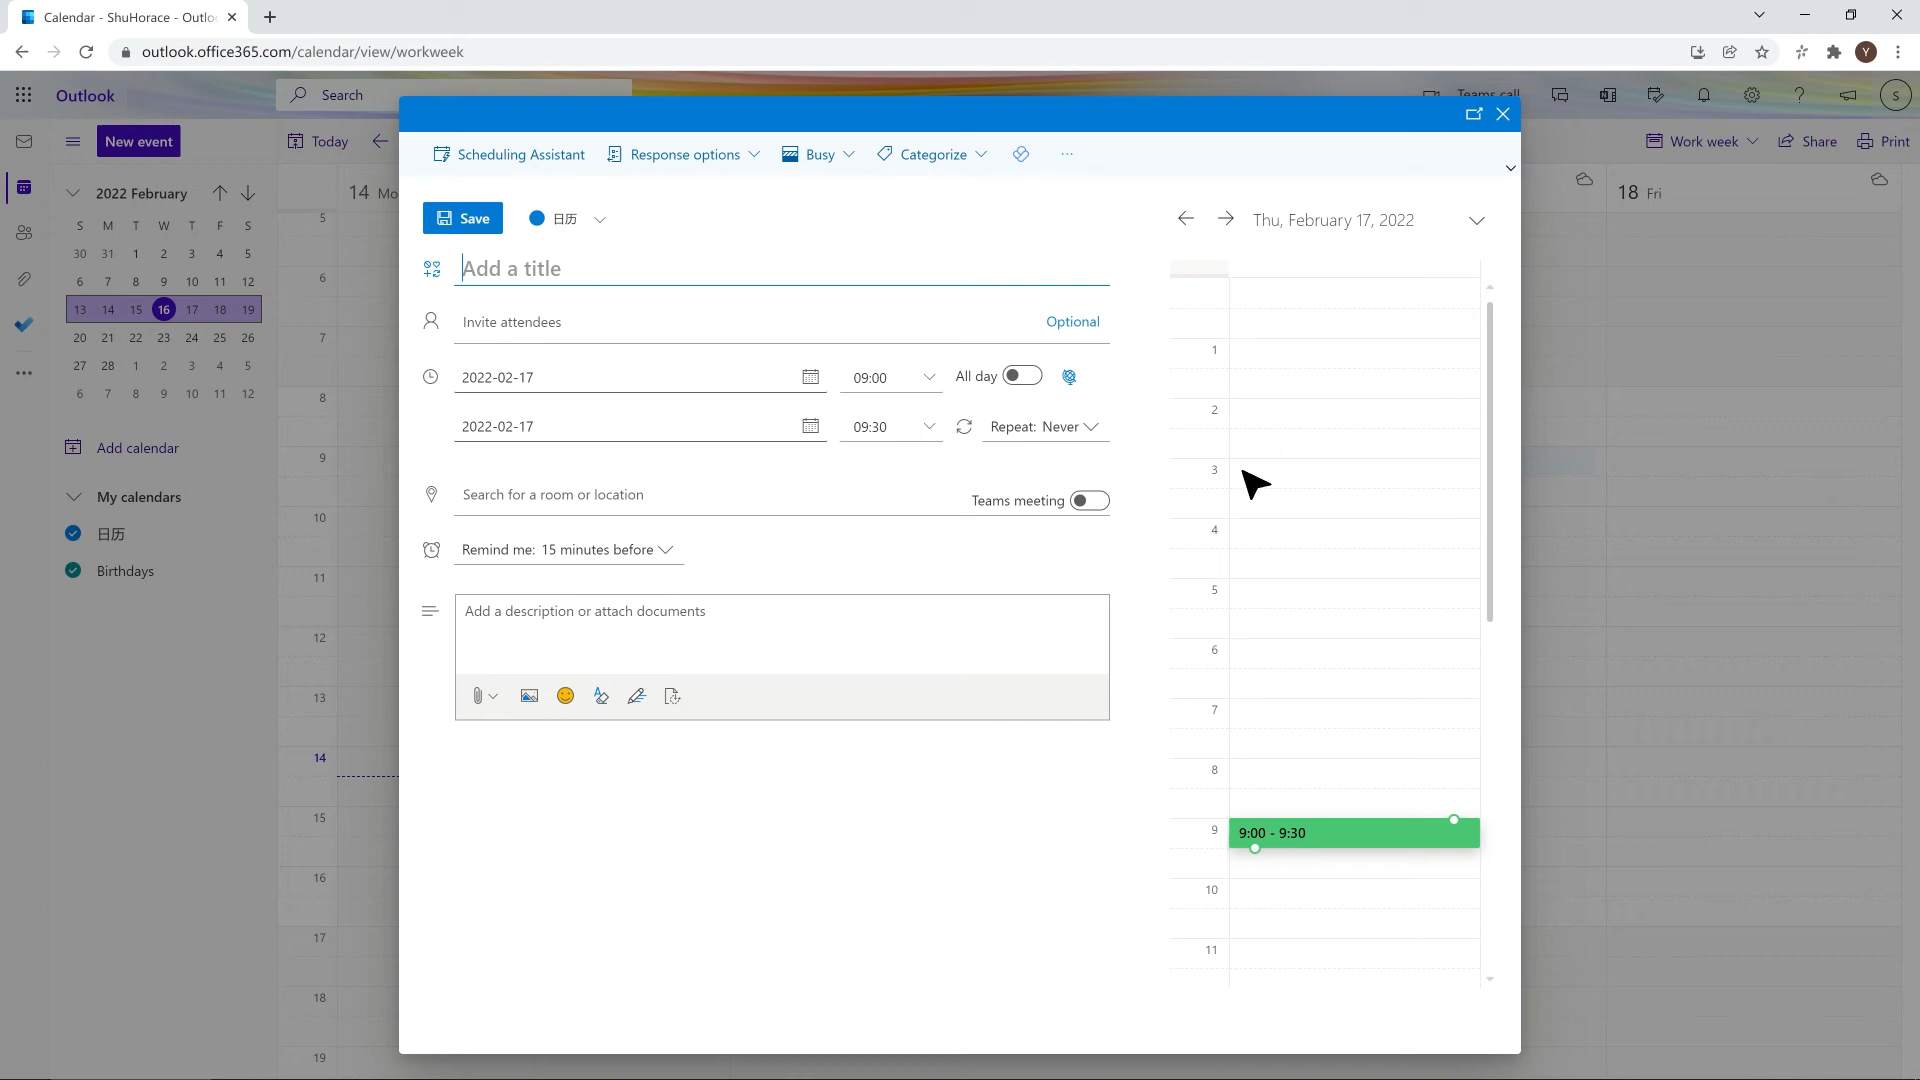 Calendar - ShuHorace - Outlo
outlook.office365.com/calendar/view/workweek
Y
Outlook
Search
Teams call
S
New event
Today
Work week
Share
Print
2022 February
S M T W T F S
30 31 1 2 3 4 5
6 7 8 9 10 11 12
13 14 15 16 17 18 19
20 21 22 23 24 25 26
27 28 1 2 3 4 5
6 7 8 9 10 11 12
Add calendar
My calendars
日历
Birthdays
14 Mo
18 Fri
5
6
7
8
9
10
11
12
13
14
15
16
17
18
19
Scheduling Assistant
Response options
Busy
Categorize
Save
日历
Add a title
Invite attendees
Optional
2022-02-17
09:00
All day
2022-02-17
09:30
Repeat: Never
Search for a room or location
Teams meeting
Remind me: 15 minutes before
Add a description or attach documents
Thu, February 17, 2022
1
2
3
4
5
6
7
8
9
9:00 - 9:30
10
11